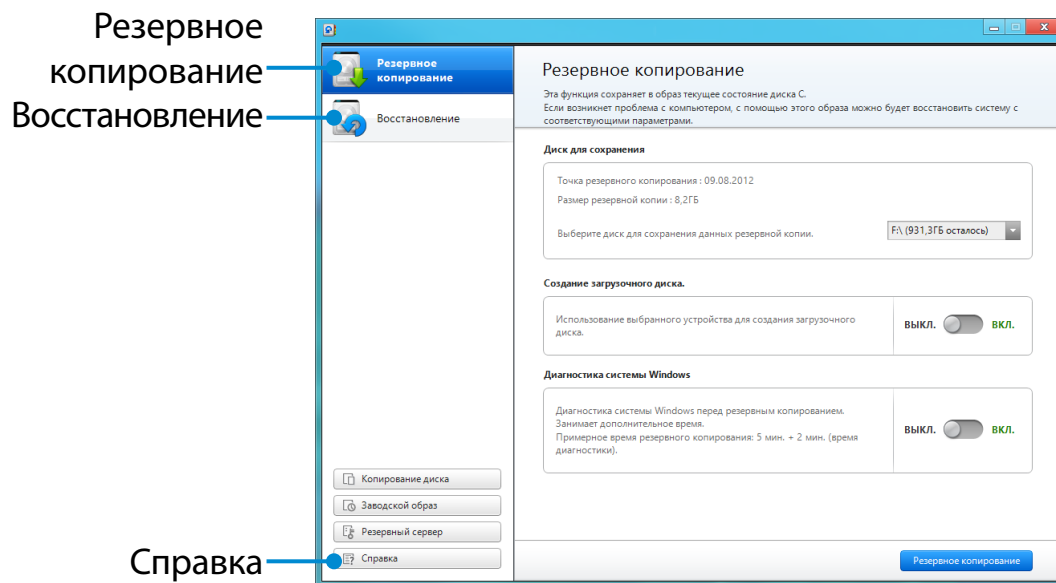 Резервное
копирование
Восстановление
Справка
Резервное
копирование
Восстановление
Копирование диска
Заводской образ
Резервный сервер
Справка
Резервное копирование
Эта функция сохраняет в образ текущее состояние диска C.
Если возникнет проблема с компьютером, с помощью этого образа можно будет восстановить систему с
соответствующими параметрами.
Диск для сохранения
Точка резервного копирования : 09.08.2012
Размер резервной копии : 8,2ГБ
Выберите диск для сохранения данных резервной копии.
F:\ (931,3ГБ осталось)
Создание загрузочного диска.
Использование выбранного устройства для создания загрузочного
диска.
ВЫКЛ. ВКЛ.
Диагностика системы Windows
Диагностика системы Windows перед резервным копированием.
Занимает дополнительное время.
Примерное время резервного копирования: 5 мин. + 2 мин. (время
диагностики).
ВЫКЛ. ВКЛ.
Резервное копирование